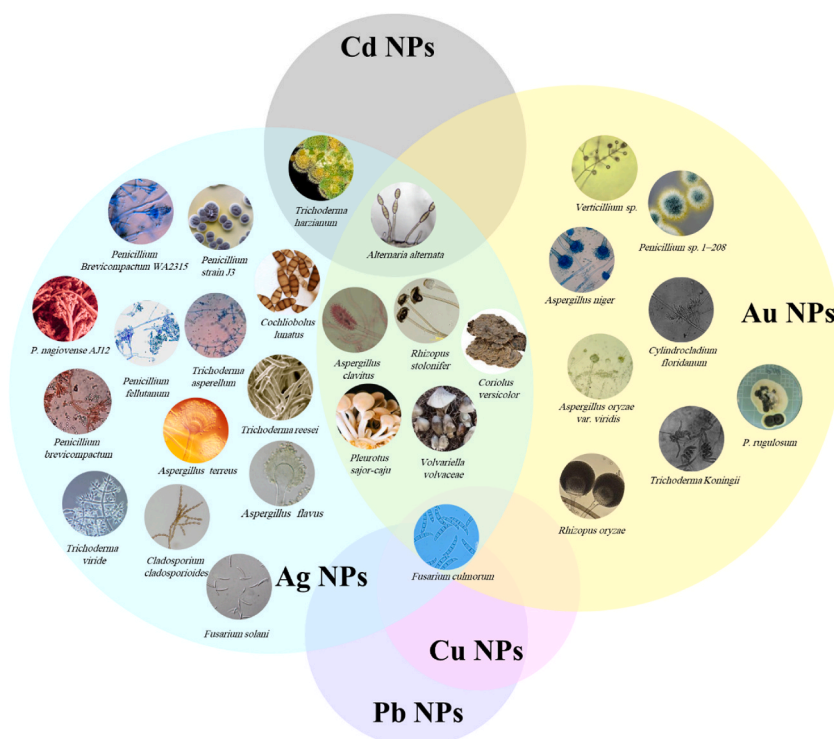 Cd NPs
Trichoderma
harzianum
Alternaria alternata
Penicillium
Brevicompactum WA2315
Penicillium
strain J3
Cochliobolus
lunatus
P. nagiovense AJ12
Penicillium
fellutanum
Trichoderma
asperellum
Trichoderma reesei
Penicillium
brevicompactum
Aspergillus terreus
Aspergillus flavus
Trichoderma
viride
Cladosporium
cladosporioides
Ag NPs
Fusarium solani
Aspergillus
clavitus
Rhizopus
stolonifer
Coriolus
versicolor
Pleurotus
sajor-caju
Volvariella
volvaceae
Fusarium culmorum
Verticillium sp.
Penicillium sp. 1–208
Aspergillus niger
Au NPs
Cylindrocladium
floridanum
Aspergillus oryzae
var. viridis
P. rugulosum
Trichoderma Koningii
Rhizopus oryzae
Cu NPs
Pb NPs